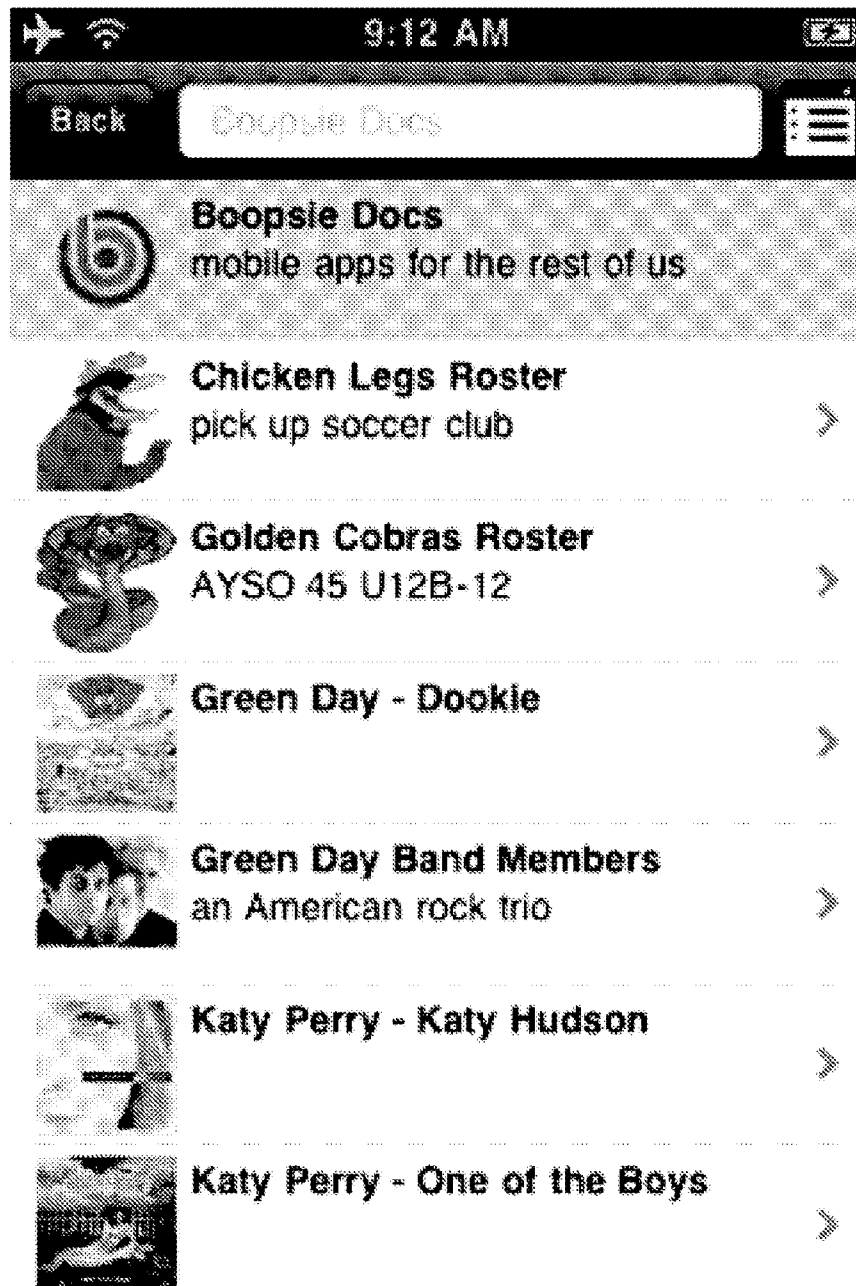 9:12 AM
Back
Boopsie Docs
Boopsie Docs
mobile apps for the rest of us
Chicken Legs Roster
pick up soccer club
Golden Cobras Roster
AYSO 45 U12B-12
Green Day - Dookie
Green Day Band Members
an American rock trio
Katy Perry - Katy Hudson
Katy Perry - One of the Boys